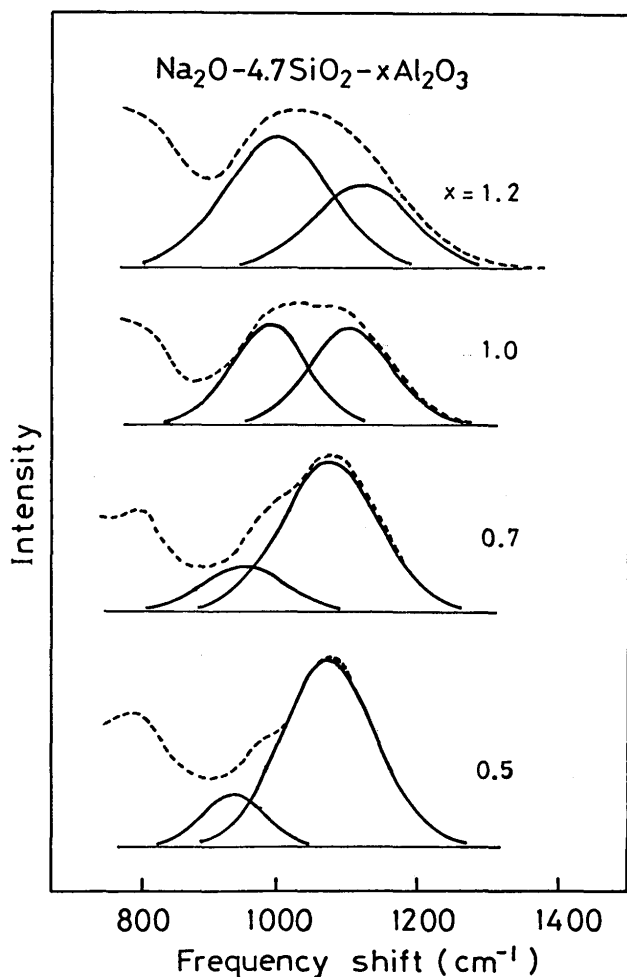 Na₂O-4.7SiO₂-xAl₂O₃
x = 1.2
1.0
0.7
0.5
Intensity
800 1000 1200 1400
Frequency shift (cm⁻¹)